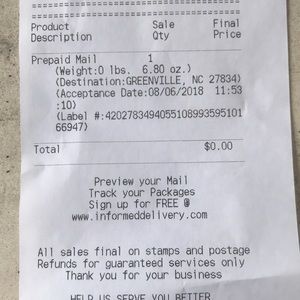 ================================
================================
Product Sale Final
Description Qty Price
Prepaid Mail 1
(Weight:0 lbs. 6.80 oz.)
(Destination:GREENVILLE, NC 27834)
(Acceptance Date:08/06/2018 11:53
:10)
(Label #:4202783494055108993595101
66947)
Total $0.00
Preview your Mail
Track your Packages
Sign up for FREE @
www.informeddelivery.com
All sales final on stamps and postage
Refunds for guaranteed services only
Thank you for your business
HELP US SERVE YOU BETTER